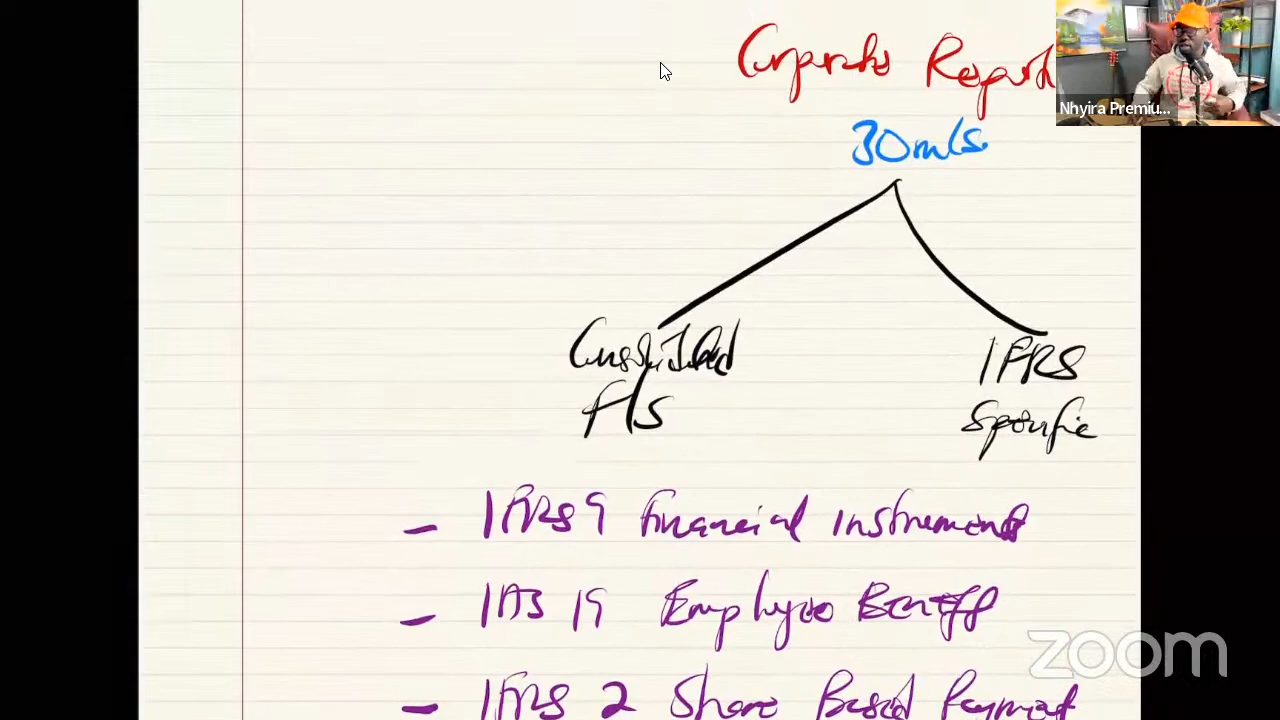 Corporate Report
Nhyira Premiu...
30mks
Consolidated
F/S
IFRS
Specific
- IFRS 9 Financial Instruments
- IAS 19 Employee Benefit
- IFRS 2 Share Based Payment
zoom